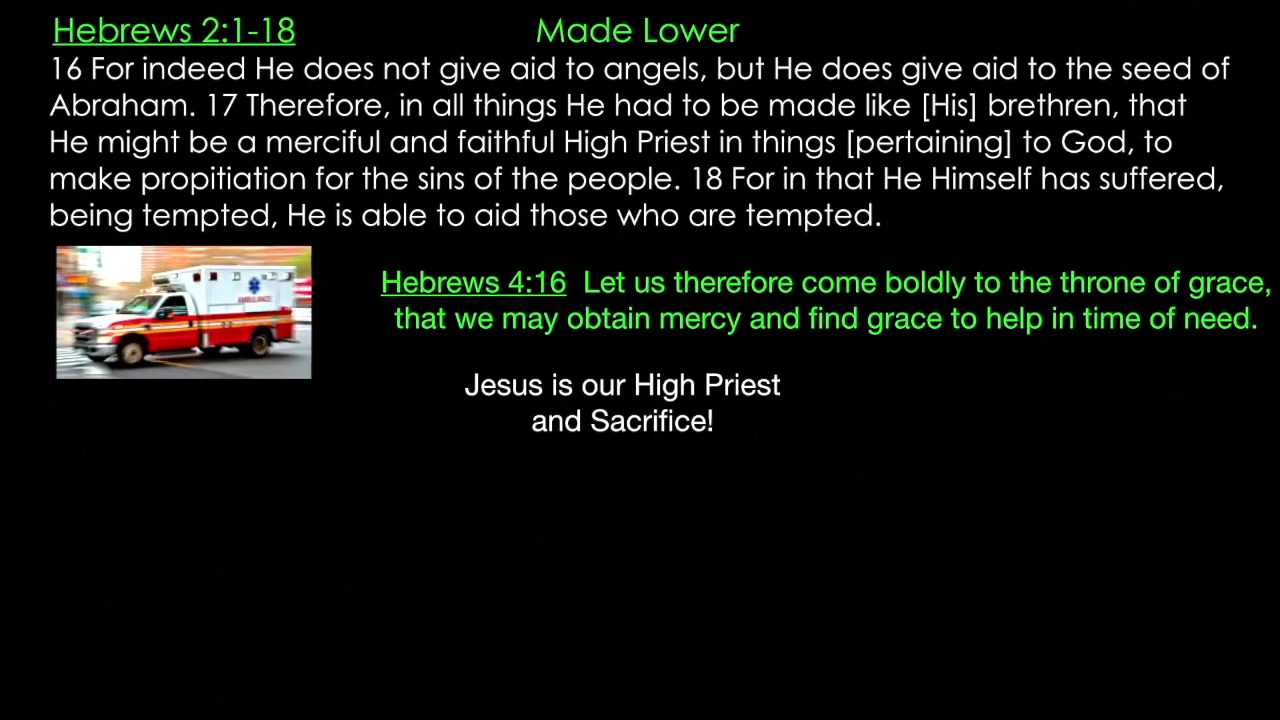 Hebrews 2:1-18
Made Lower
16 For indeed He does not give aid to angels, but He does give aid to the seed of
Abraham. 17 Therefore, in all things He had to be made like [His] brethren, that
He might be a merciful and faithful High Priest in things [pertaining] to God, to
make propitiation for the sins of the people. 18 For in that He Himself has suffered,
being tempted, He is able to aid those who are tempted.
AMBULANCE
Hebrews 4:16 Let us therefore come boldly to the throne of grace,
that we may obtain mercy and find grace to help in time of need.
Jesus is our High Priest
and Sacrifice!